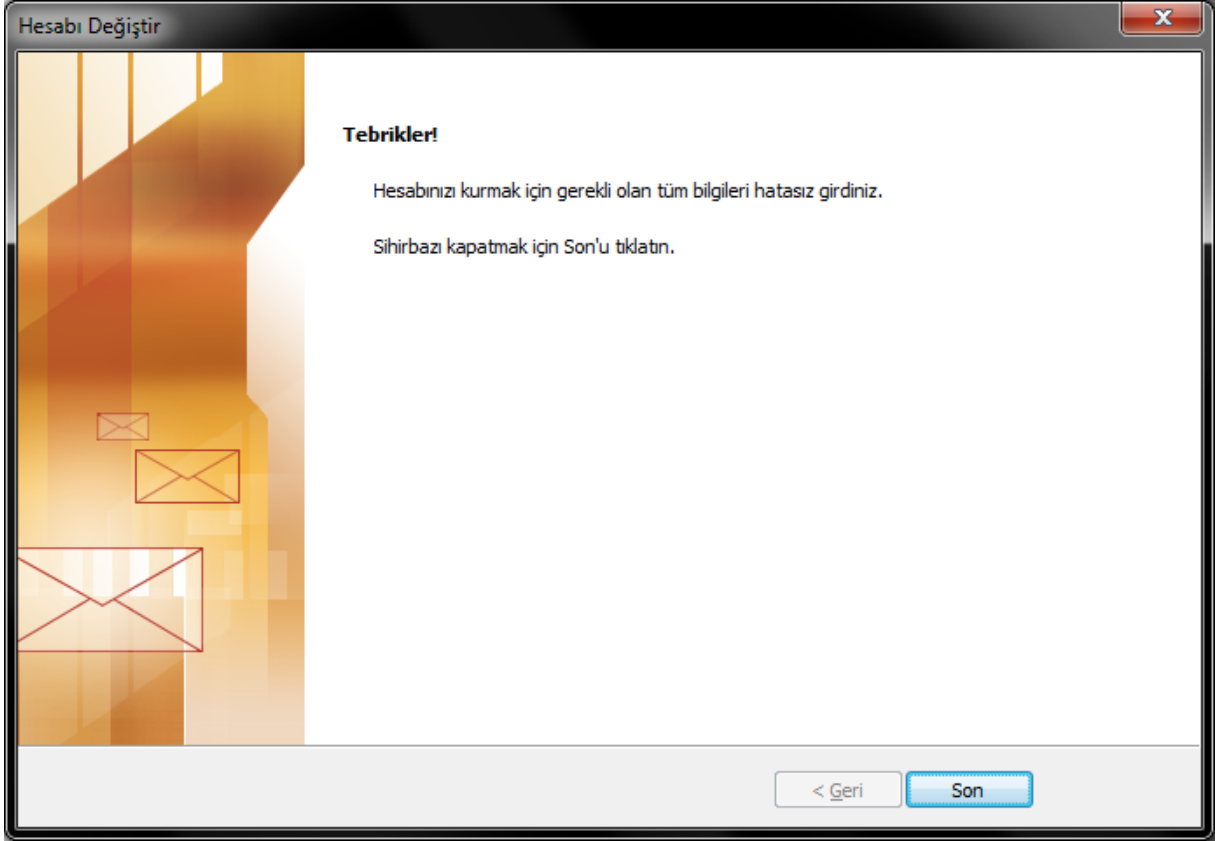 Hesabı Değiştir
Tebrikler!
Hesabınızı kurmak için gerekli olan tüm bilgileri hatasız girdiniz.
Sihirbazı kapatmak için Son'u tıklatın.
< Geri
Son